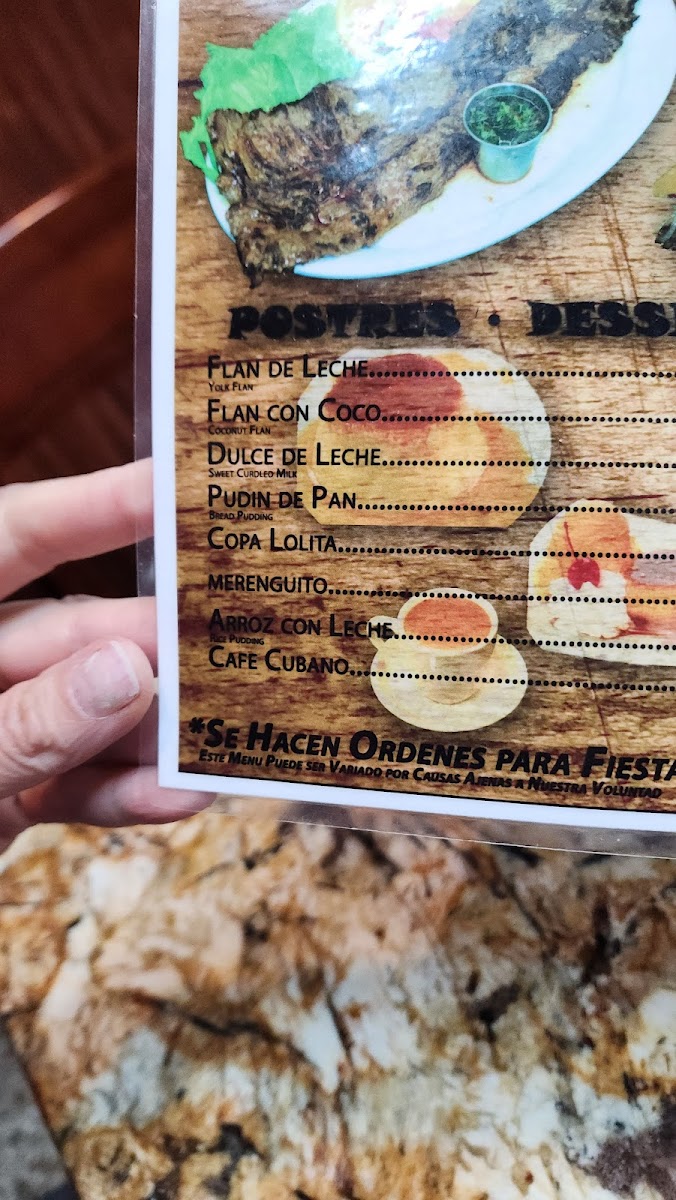 POSTRES · DESSE
FLAN DE LECHE
YOLK FLAN
FLAN CON COCO
COCONUT FLAN
DULCE DE LECHE
SWEET CURDLED MILK
PUDIN DE PAN
BREAD PUDDING
COPA LOLITA
MERENGUITO
ARROZ CON LECHE
RICE PUDDING
CAFE CUBANO
*SE HACEN ORDENES PARA FIESTA
ESTE MENU PUEDE SER VARIADO POR CAUSAS AJENAS A NUESTRA VOLUNTAD